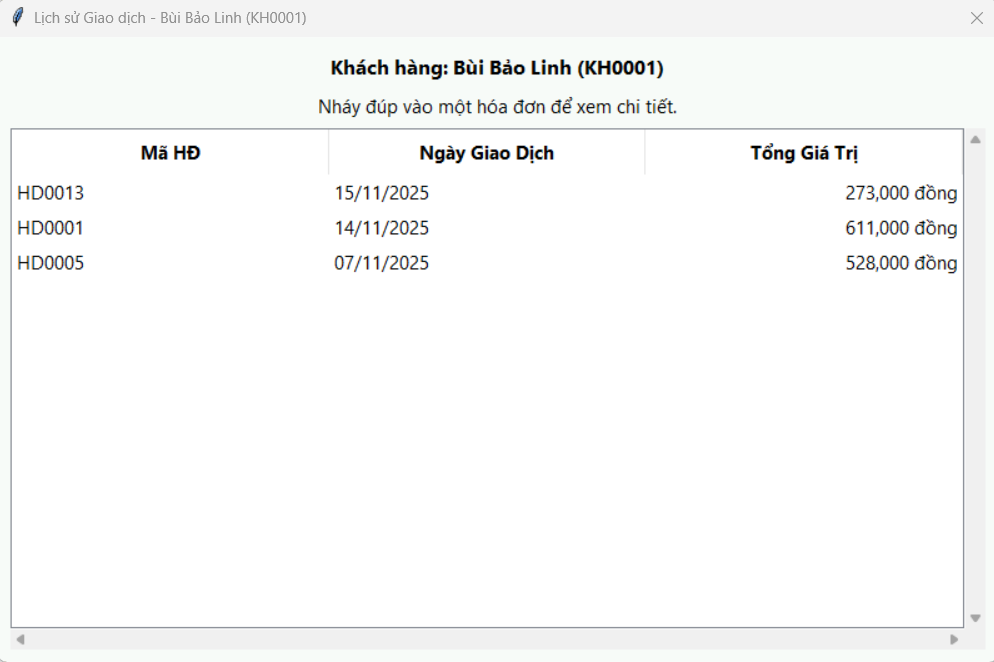 Lịch sử Giao dịch - Bùi Bảo Linh (KH0001)
Khách hàng: Bùi Bảo Linh (KH0001)
Nháy đúp vào một hóa đơn để xem chi tiết.
Mã HĐ Ngày Giao Dịch Tổng Giá Trị
HD0013 15/11/2025 273,000 đồng
HD0001 14/11/2025 611,000 đồng
HD0005 07/11/2025 528,000 đồng